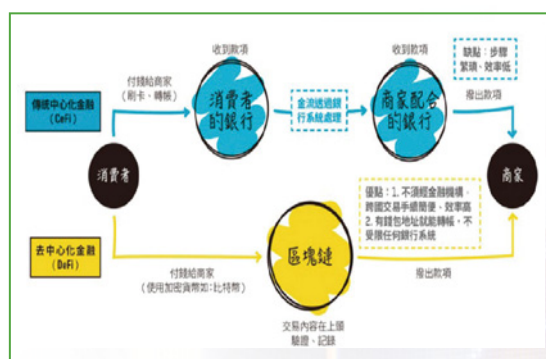 收到款項
收到款項
缺點：步驟
繁瑣、效率低
付錢給商家
（刷卡、轉帳）
傳統中心化金融
（CeFi）
消費者
的銀行
金流透過銀
行系統處理
商家配合
的銀行
撥出款項
消費者
商家
優點：1. 不須經金融機構，
跨國交易手續簡便、效率高
2. 有錢包地址就能轉帳，不
受限任何銀行系統
去中心化金融
（DeFi）
付錢給商家
（使用加密貨幣如：比特幣）
區塊鏈
撥出款項
交易內容在上頭
驗證、記錄